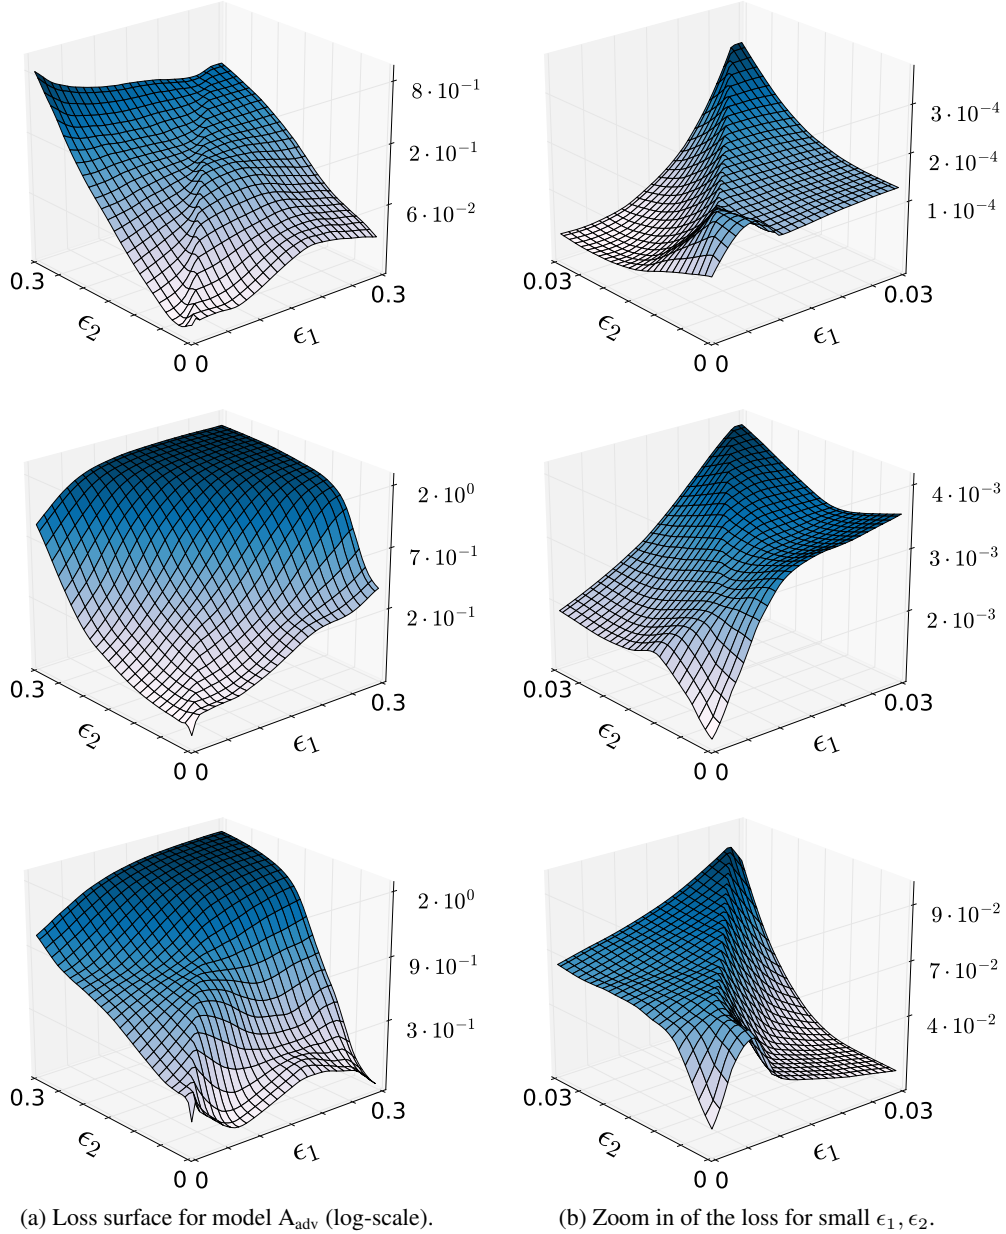 8 · 10⁻¹
2 · 10⁻¹
6 · 10⁻²
0.3
ϵ₂
0 0
ϵ₁
0.3
3 · 10⁻⁴
2 · 10⁻⁴
1 · 10⁻⁴
0.03
ϵ₂
0 0
ϵ₁
0.03
2 · 10⁰
7 · 10⁻¹
2 · 10⁻¹
0.3
ϵ₂
0 0
ϵ₁
0.3
4 · 10⁻³
3 · 10⁻³
2 · 10⁻³
0.03
ϵ₂
0 0
ϵ₁
0.03
2 · 10⁰
9 · 10⁻¹
3 · 10⁻¹
0.3
ϵ₂
0 0
ϵ₁
0.3
9 · 10⁻²
7 · 10⁻²
4 · 10⁻²
0.03
ϵ₂
0 0
ϵ₁
0.03
(a) Loss surface for model A_adv (log-scale).
(b) Zoom in of the loss for small ϵ₁, ϵ₂.